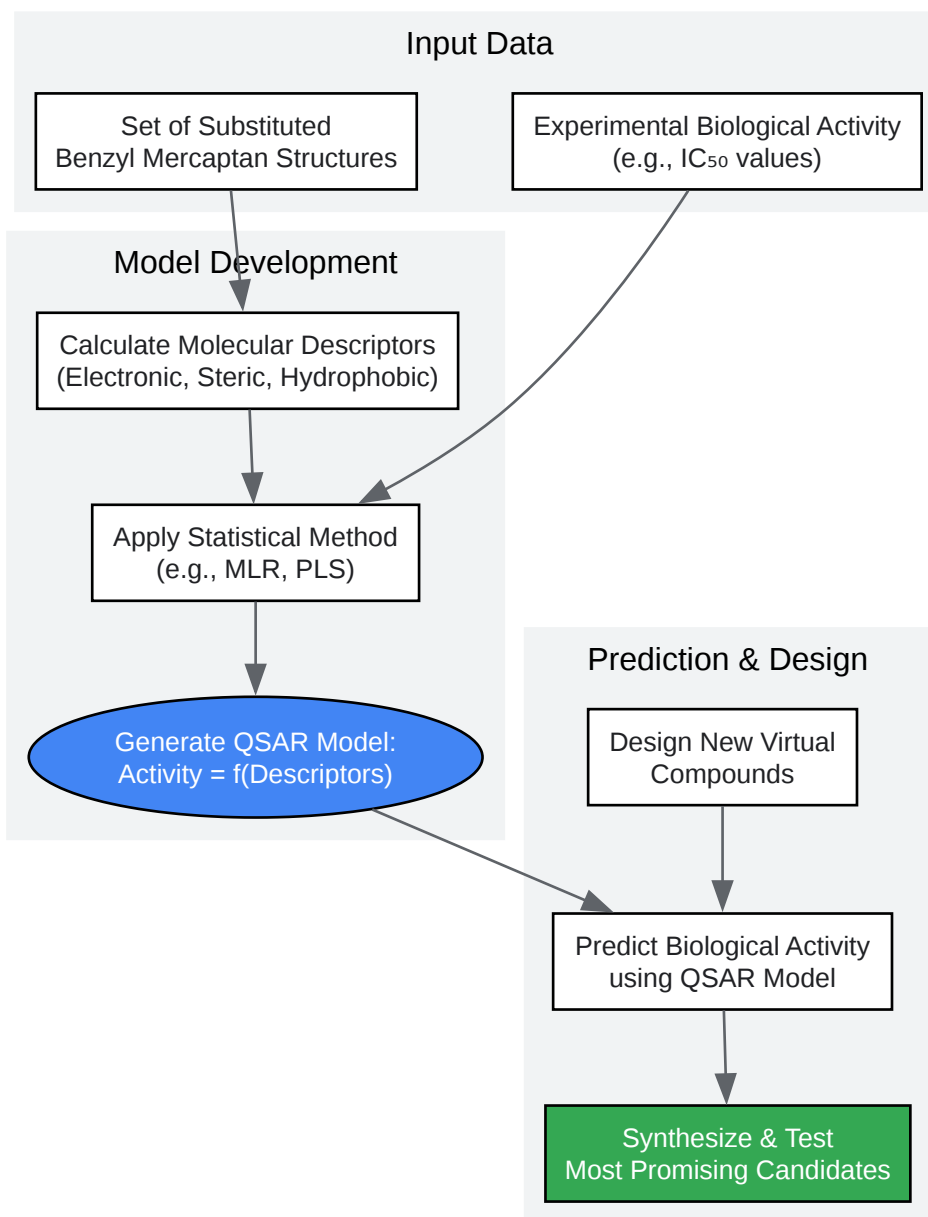 Input Data
Set of Substituted
Benzyl Mercaptan Structures
Experimental Biological Activity
(e.g., IC₅₀ values)
Model Development
Calculate Molecular Descriptors
(Electronic, Steric, Hydrophobic)
Apply Statistical Method
(e.g., MLR, PLS)
Generate QSAR Model:
Activity = f(Descriptors)
Prediction & Design
Design New Virtual
Compounds
Predict Biological Activity
using QSAR Model
Synthesize & Test
Most Promising Candidates